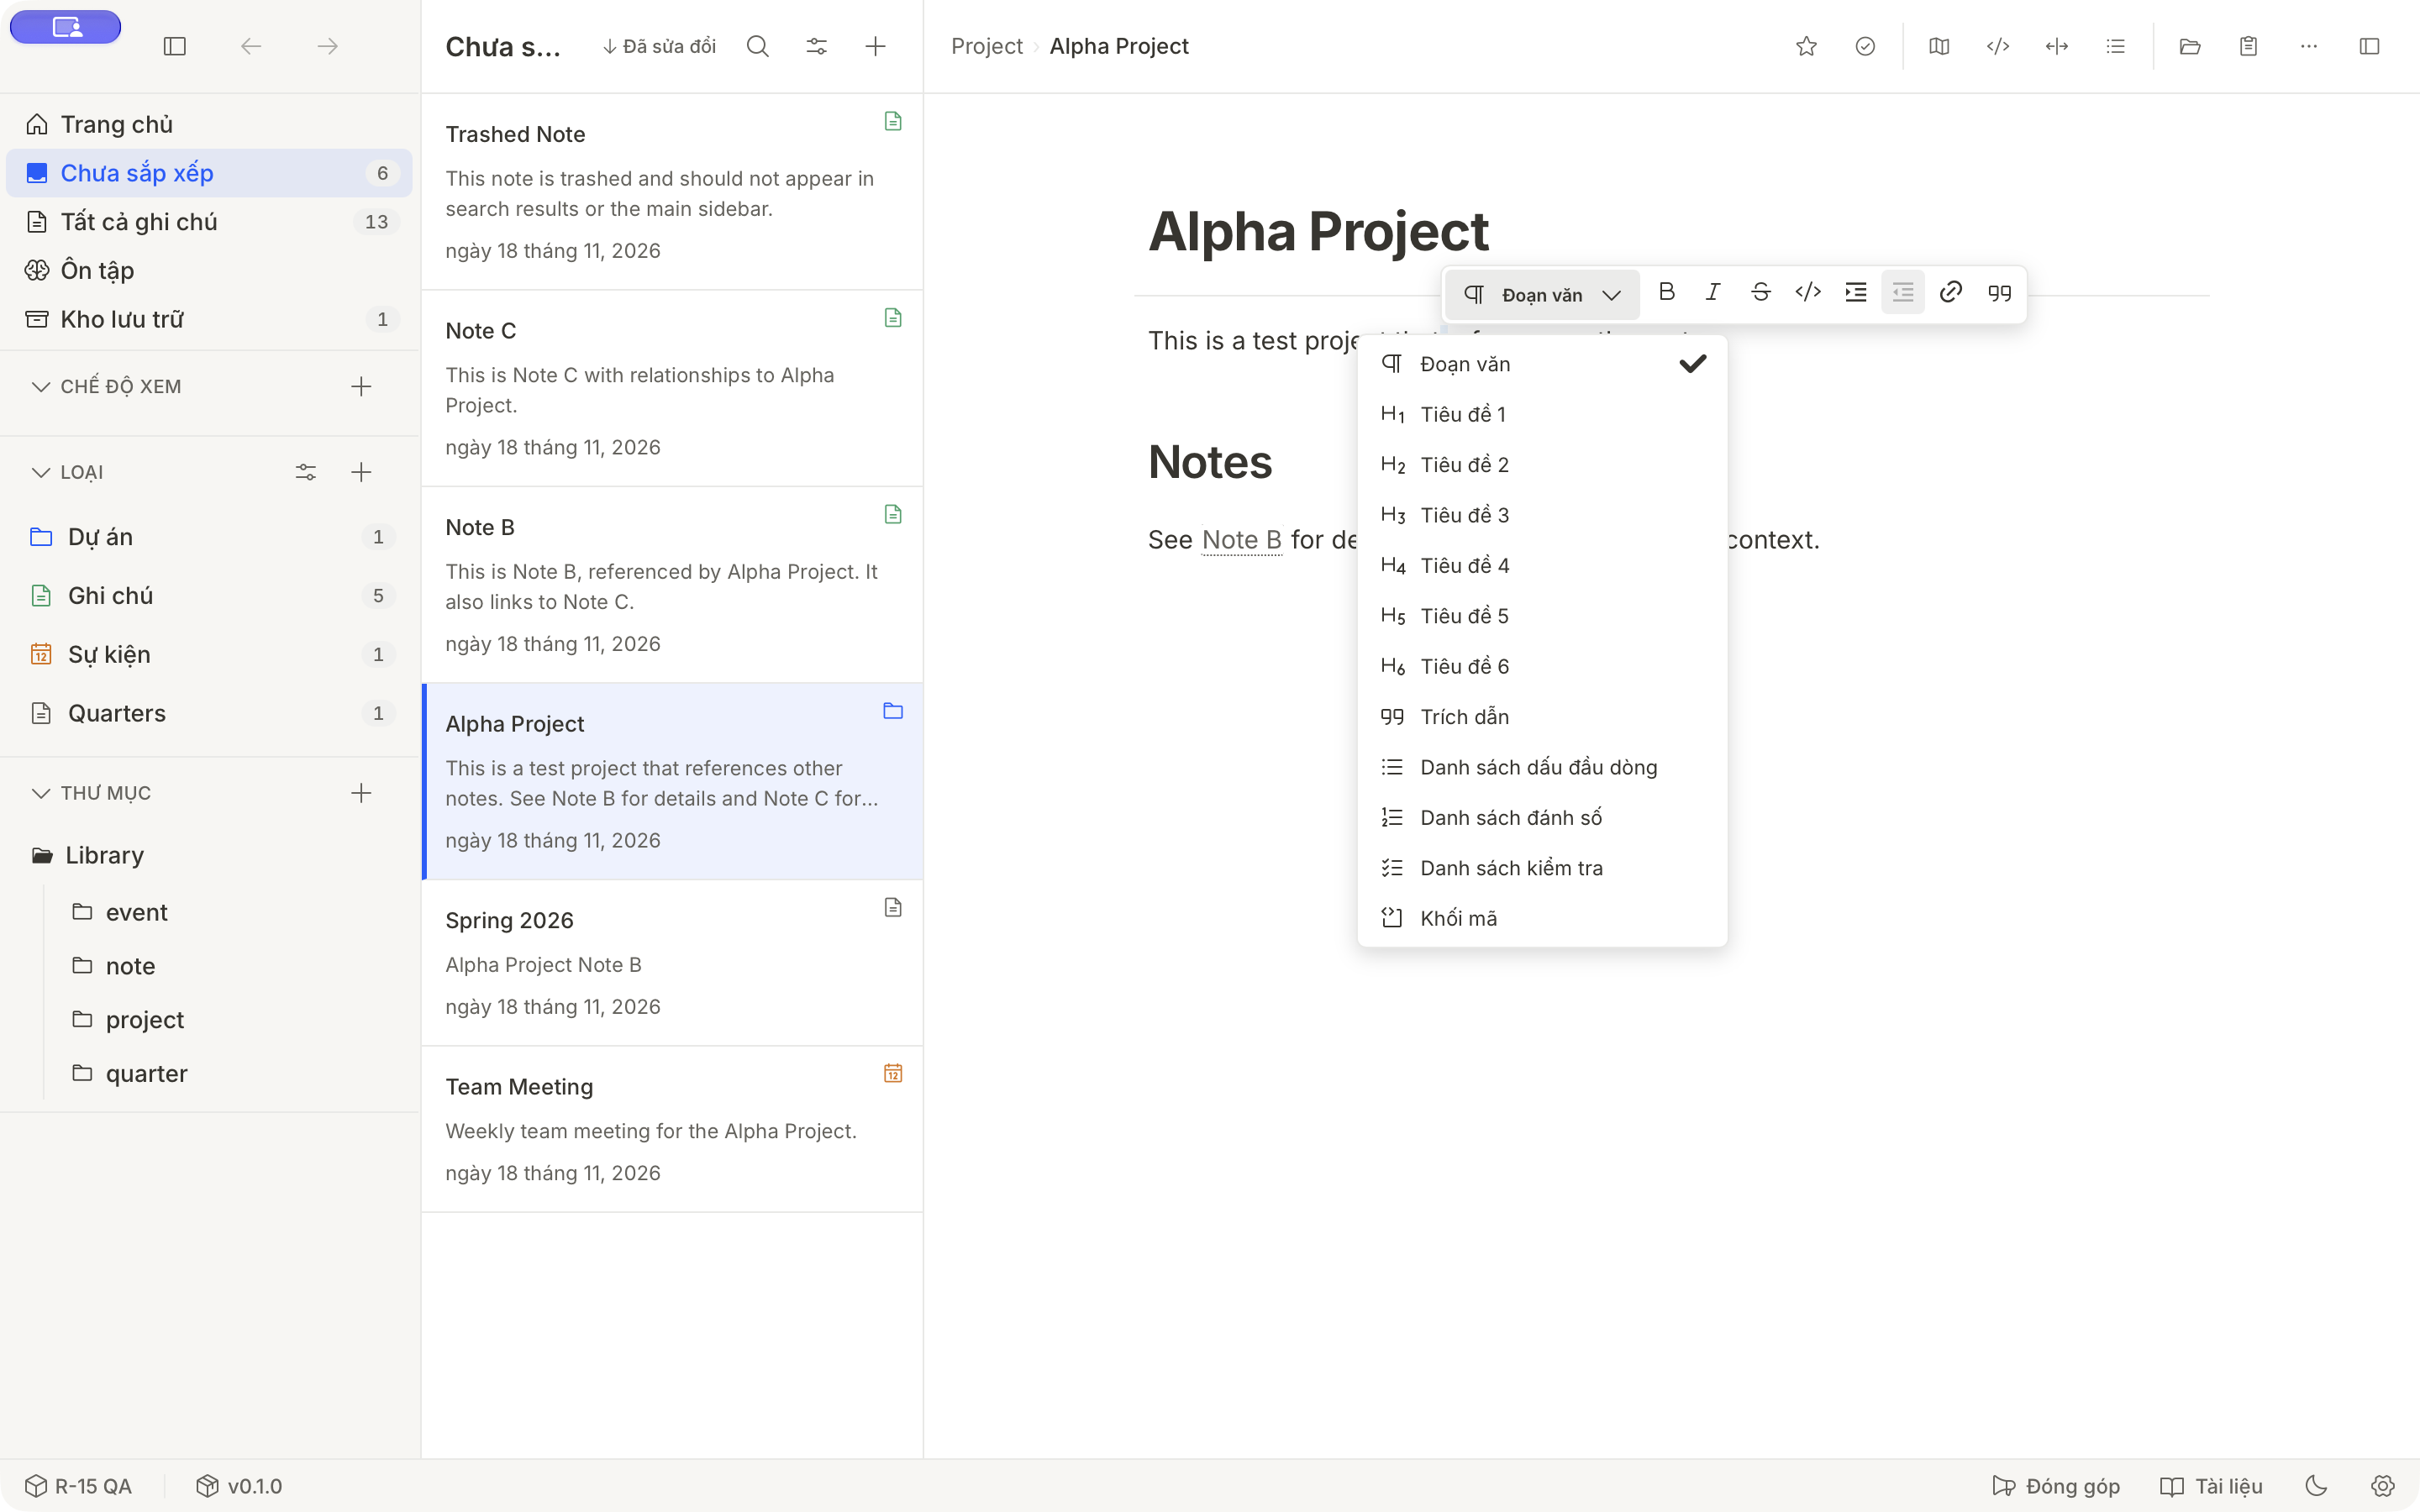 Chưa s...
Đã sửa đổi
Project › Alpha Project
Trang chủ
Chưa sắp xếp 6
Tất cả ghi chú 13
Ôn tập
Kho lưu trữ 1
CHẾ ĐỘ XEM
LOẠI
Dự án 1
Ghi chú 5
Sự kiện 1
Quarters 1
THƯ MỤC
Library
event
note
project
quarter
Trashed Note
This note is trashed and should not appear in
search results or the main sidebar.
ngày 18 tháng 11, 2026
Note C
This is Note C with relationships to Alpha
Project.
ngày 18 tháng 11, 2026
Note B
This is Note B, referenced by Alpha Project. It
also links to Note C.
ngày 18 tháng 11, 2026
Alpha Project
This is a test project that references other
notes. See Note B for details and Note C for...
ngày 18 tháng 11, 2026
Spring 2026
Alpha Project Note B
ngày 18 tháng 11, 2026
Team Meeting
Weekly team meeting for the Alpha Project.
ngày 18 tháng 11, 2026
Alpha Project
Đoạn văn
This is a test
Đoạn văn
H1 Tiêu đề 1
H2 Tiêu đề 2
H3 Tiêu đề 3
H4 Tiêu đề 4
H5 Tiêu đề 5
H6 Tiêu đề 6
Trích dẫn
Danh sách dấu đầu dòng
Danh sách đánh số
Danh sách kiểm tra
Khối mã
Notes
See Note B for context.
R-15 QA
v0.1.0
Đóng góp
Tài liệu